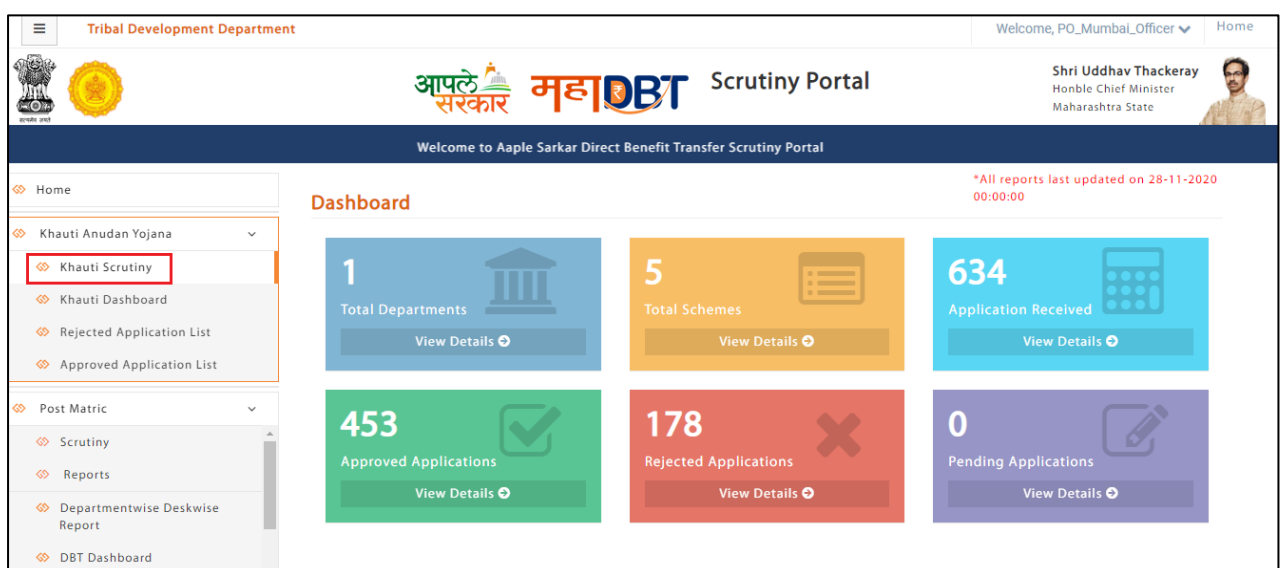 Tribal Development Department
Welcome, PO_Mumbai_Officer
Home
सत्यमेव जयते
आपले
सरकार
महाDBT
Scrutiny Portal
Shri Uddhav Thackeray
Honble Chief Minister
Maharashtra State
Welcome to Aaple Sarkar Direct Benefit Transfer Scrutiny Portal
Home
Khauti Anudan Yojana
Khauti Scrutiny
Khauti Dashboard
Rejected Application List
Approved Application List
Post Matric
Scrutiny
Reports
Departmentwise Deskwise
Report
DBT Dashboard
*All reports last updated on 28-11-2020
00:00:00
Dashboard
1
Total Departments
View Details
5
Total Schemes
View Details
634
Application Received
View Details
453
Approved Applications
View Details
178
Rejected Applications
View Details
0
Pending Applications
View Details